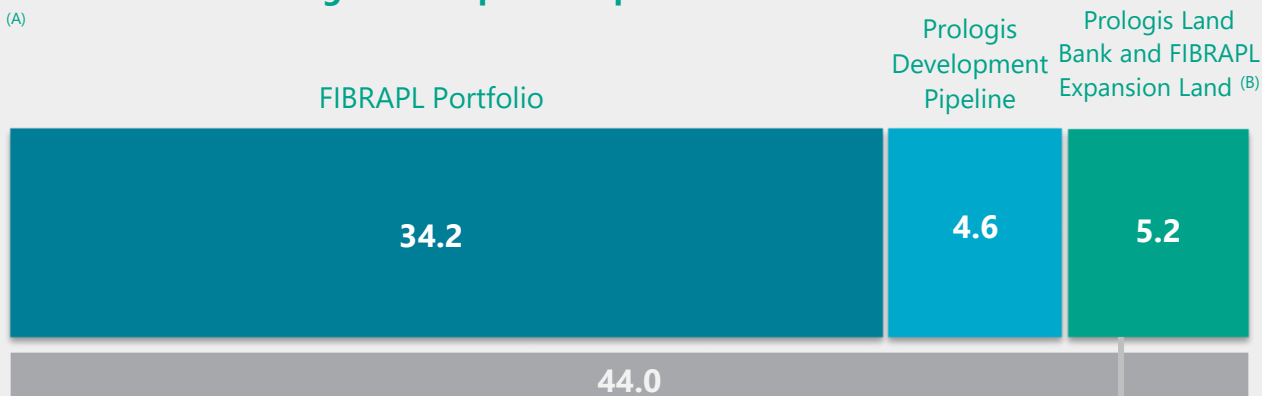 (A)
FIBRAPL Portfolio
Prologis
Development
Pipeline
Prologis Land
Bank and FIBRAPL
Expansion Land (B)
34.2
4.6
5.2
44.0